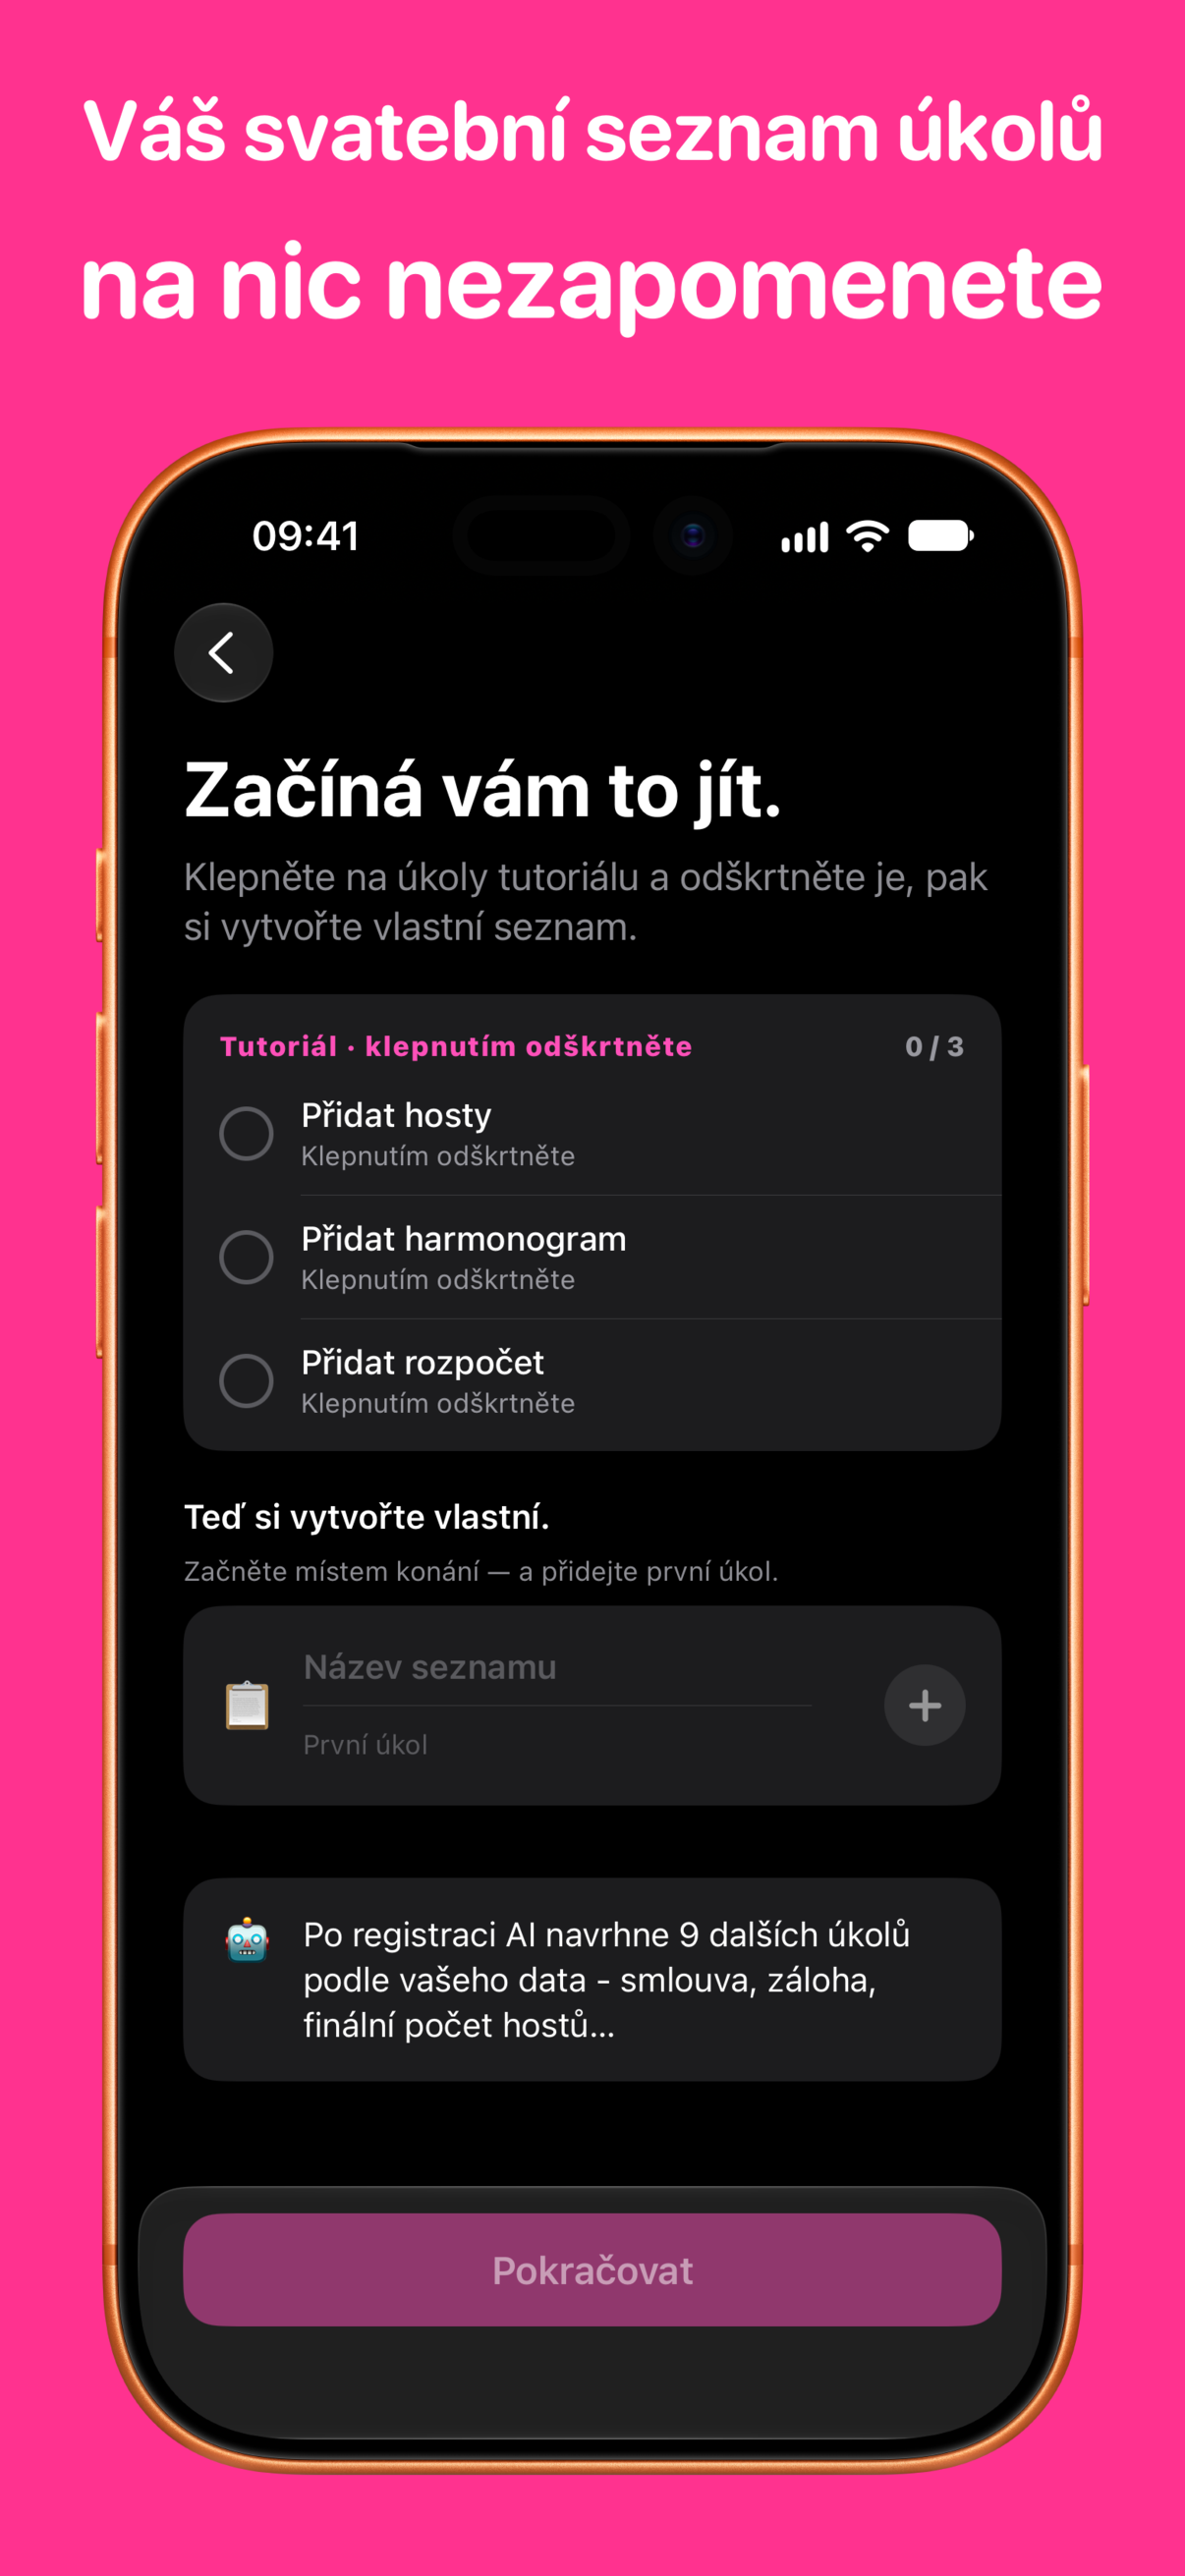 Váš svatební seznam úkolů
na nic nezapomenete
09:41
Začíná vám to jít.
Klepněte na úkoly tutoriálu a odškrtněte je, pak
si vytvořte vlastní seznam.
Tutoriál · klepnutím odškrtněte 0 / 3
Přidat hosty
Klepnutím odškrtněte
Přidat harmonogram
Klepnutím odškrtněte
Přidat rozpočet
Klepnutím odškrtněte
Teď si vytvořte vlastní.
Začněte místem konání — a přidejte první úkol.
Název seznamu
První úkol
Po registraci AI navrhne 9 dalších úkolů
podle vašeho data - smlouva, záloha,
finální počet hostů...
Pokračovat